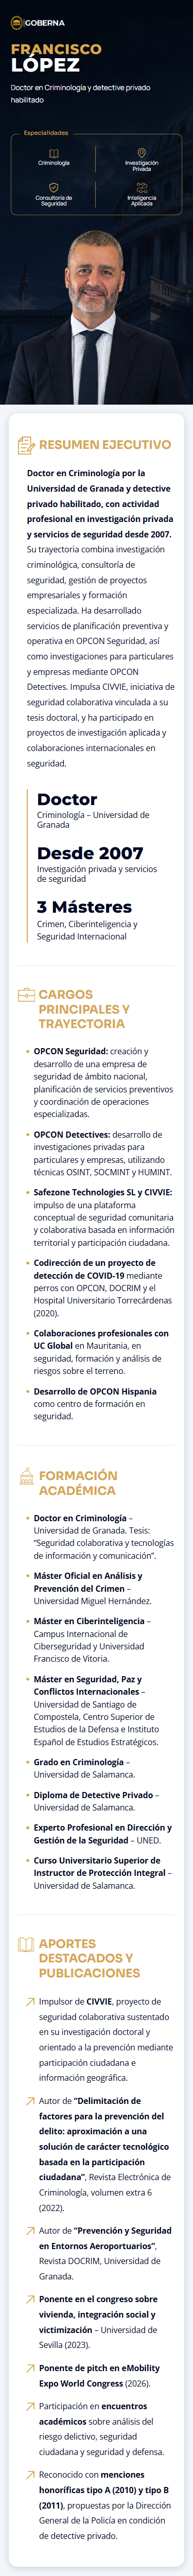 GOBERNA
FRANCISCO
LÓPEZ
Doctor en Criminología y detective privado
habilitado
Especialidades
Criminología
Investigación
Privada
Consultoría de
Seguridad
Inteligencia
Aplicada
RESUMEN EJECUTIVO
Doctor en Criminología por la
Universidad de Granada y detective
privado habilitado, con actividad
profesional en investigación privada
y servicios de seguridad desde 2007.
Su trayectoria combina investigación
criminológica, consultoría de
seguridad, gestión de proyectos
empresariales y formación
especializada. Ha desarrollado
servicios de planificación preventiva y
operativa en OPCON Seguridad, así
como investigaciones para particulares
y empresas mediante OPCON
Detectives. Impulsa CIVVIE, iniciativa de
seguridad colaborativa vinculada a su
tesis doctoral, y ha participado en
proyectos de investigación aplicada y
colaboraciones internacionales en
seguridad.
Doctor
Criminología – Universidad de
Granada
Desde 2007
Investigación privada y servicios
de seguridad
3 Másteres
Crimen, Ciberinteligencia y
Seguridad Internacional
CARGOS
PRINCIPALES Y
TRAYECTORIA
OPCON Seguridad: creación y
desarrollo de una empresa de
seguridad de ámbito nacional,
planificación de servicios preventivos
y coordinación de operaciones
especializadas.
OPCON Detectives: desarrollo de
investigaciones privadas para
particulares y empresas, utilizando
técnicas OSINT, SOCMINT y HUMINT.
Safezone Technologies SL y CIVVIE:
impulso de una plataforma
conceptual de seguridad comunitaria
y colaborativa basada en información
territorial y participación ciudadana.
Codirección de un proyecto de
detección de COVID-19 mediante
perros con OPCON, DOCRIM y el
Hospital Universitario Torrecárdenas
(2020).
Colaboraciones profesionales con
UC Global en Mauritania, en
seguridad, formación y análisis de
riesgos sobre el terreno.
Desarrollo de OPCON Hispania
como centro de formación en
seguridad.
FORMACIÓN
ACADÉMICA
Doctor en Criminología –
Universidad de Granada. Tesis:
“Seguridad colaborativa y tecnologías
de información y comunicación”.
Máster Oficial en Análisis y
Prevención del Crimen –
Universidad Miguel Hernández.
Máster en Ciberinteligencia –
Campus Internacional de
Ciberseguridad y Universidad
Francisco de Vitoria.
Máster en Seguridad, Paz y
Conflictos Internacionales –
Universidad de Santiago de
Compostela, Centro Superior de
Estudios de la Defensa e Instituto
Español de Estudios Estratégicos.
Grado en Criminología –
Universidad de Salamanca.
Diploma de Detective Privado –
Universidad de Salamanca.
Experto Profesional en Dirección y
Gestión de la Seguridad – UNED.
Curso Universitario Superior de
Instructor de Protección Integral –
Universidad de Salamanca.
APORTES
DESTACADOS Y
PUBLICACIONES
Impulsor de CIVVIE, proyecto de
seguridad colaborativa sustentado
en su investigación doctoral y
orientado a la prevención mediante
participación ciudadana e
información geográfica.
Autor de “Delimitación de
factores para la prevención del
delito: aproximación a una
solución de carácter tecnológico
basada en la participación
ciudadana”, Revista Electrónica de
Criminología, volumen extra 6
(2022).
Autor de “Prevención y Seguridad
en Entornos Aeroportuarios”,
Revista DOCRIM, Universidad de
Granada.
Ponente en el congreso sobre
vivienda, integración social y
victimización – Universidad de
Sevilla (2023).
Ponente de pitch en eMobility
Expo World Congress (2026).
Participación en encuentros
académicos sobre análisis del
riesgo delictivo, seguridad
ciudadana y seguridad y defensa.
Reconocido con menciones
honoríficas tipo A (2010) y tipo B
(2011), propuestas por la Dirección
General de la Policía en condición
de detective privado.